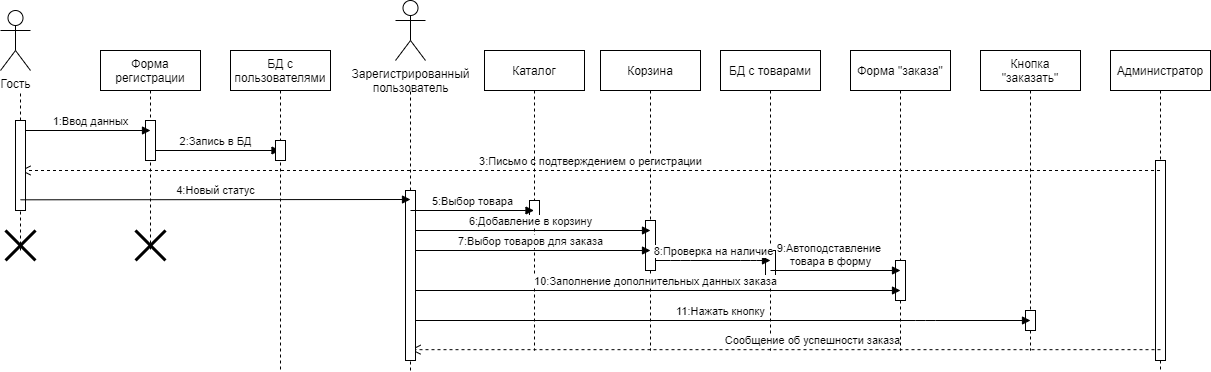 Гость
Форма
регистрации
БД с
пользователями
Зарегистрированный
пользователь
Каталог
Корзина
БД с товарами
Форма "заказа"
Кнопка
"заказать"
Администратор
1:Ввод данных
2:Запись в БД
3:Письмо с подтверждением о регистрации
4:Новый статус
5:Выбор товара
6:Добавление в корзину
7:Выбор товаров для заказа
8:Проверка на наличие
9:Автоподставление
товара в форму
10:Заполнение дополнительных данных заказа
11:Нажать кнопку
Сообщение об успешности заказа